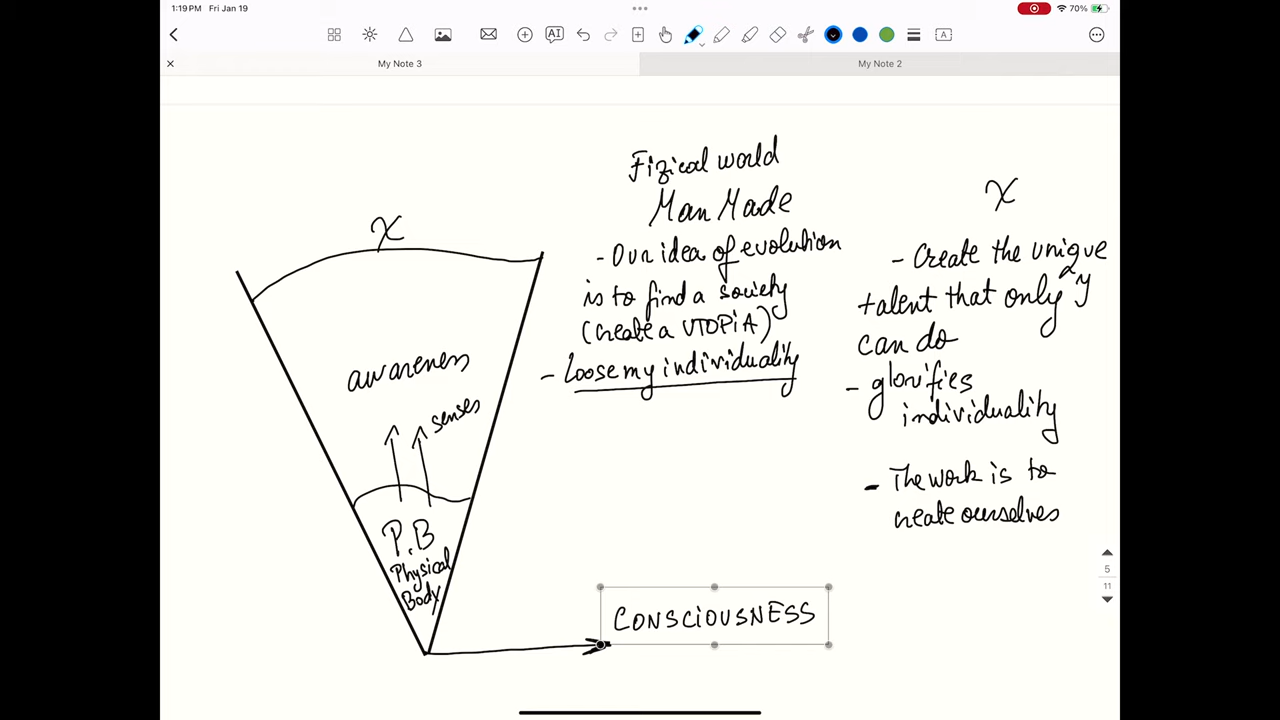 1:19 PM Fri Jan 19
70%
My Note 3
My Note 2
x
awareness
senses
P.B
Physical
Body
Fizical world
Man Made
- Our idea of evolution
is to find a society
(create a UTOPiA)
- Loose my individuality
CONSCiOUSNESS
x
- Create the unique
talent that only y
can do
- glorifies
individuality
- The work is to
create ourselves
5
11